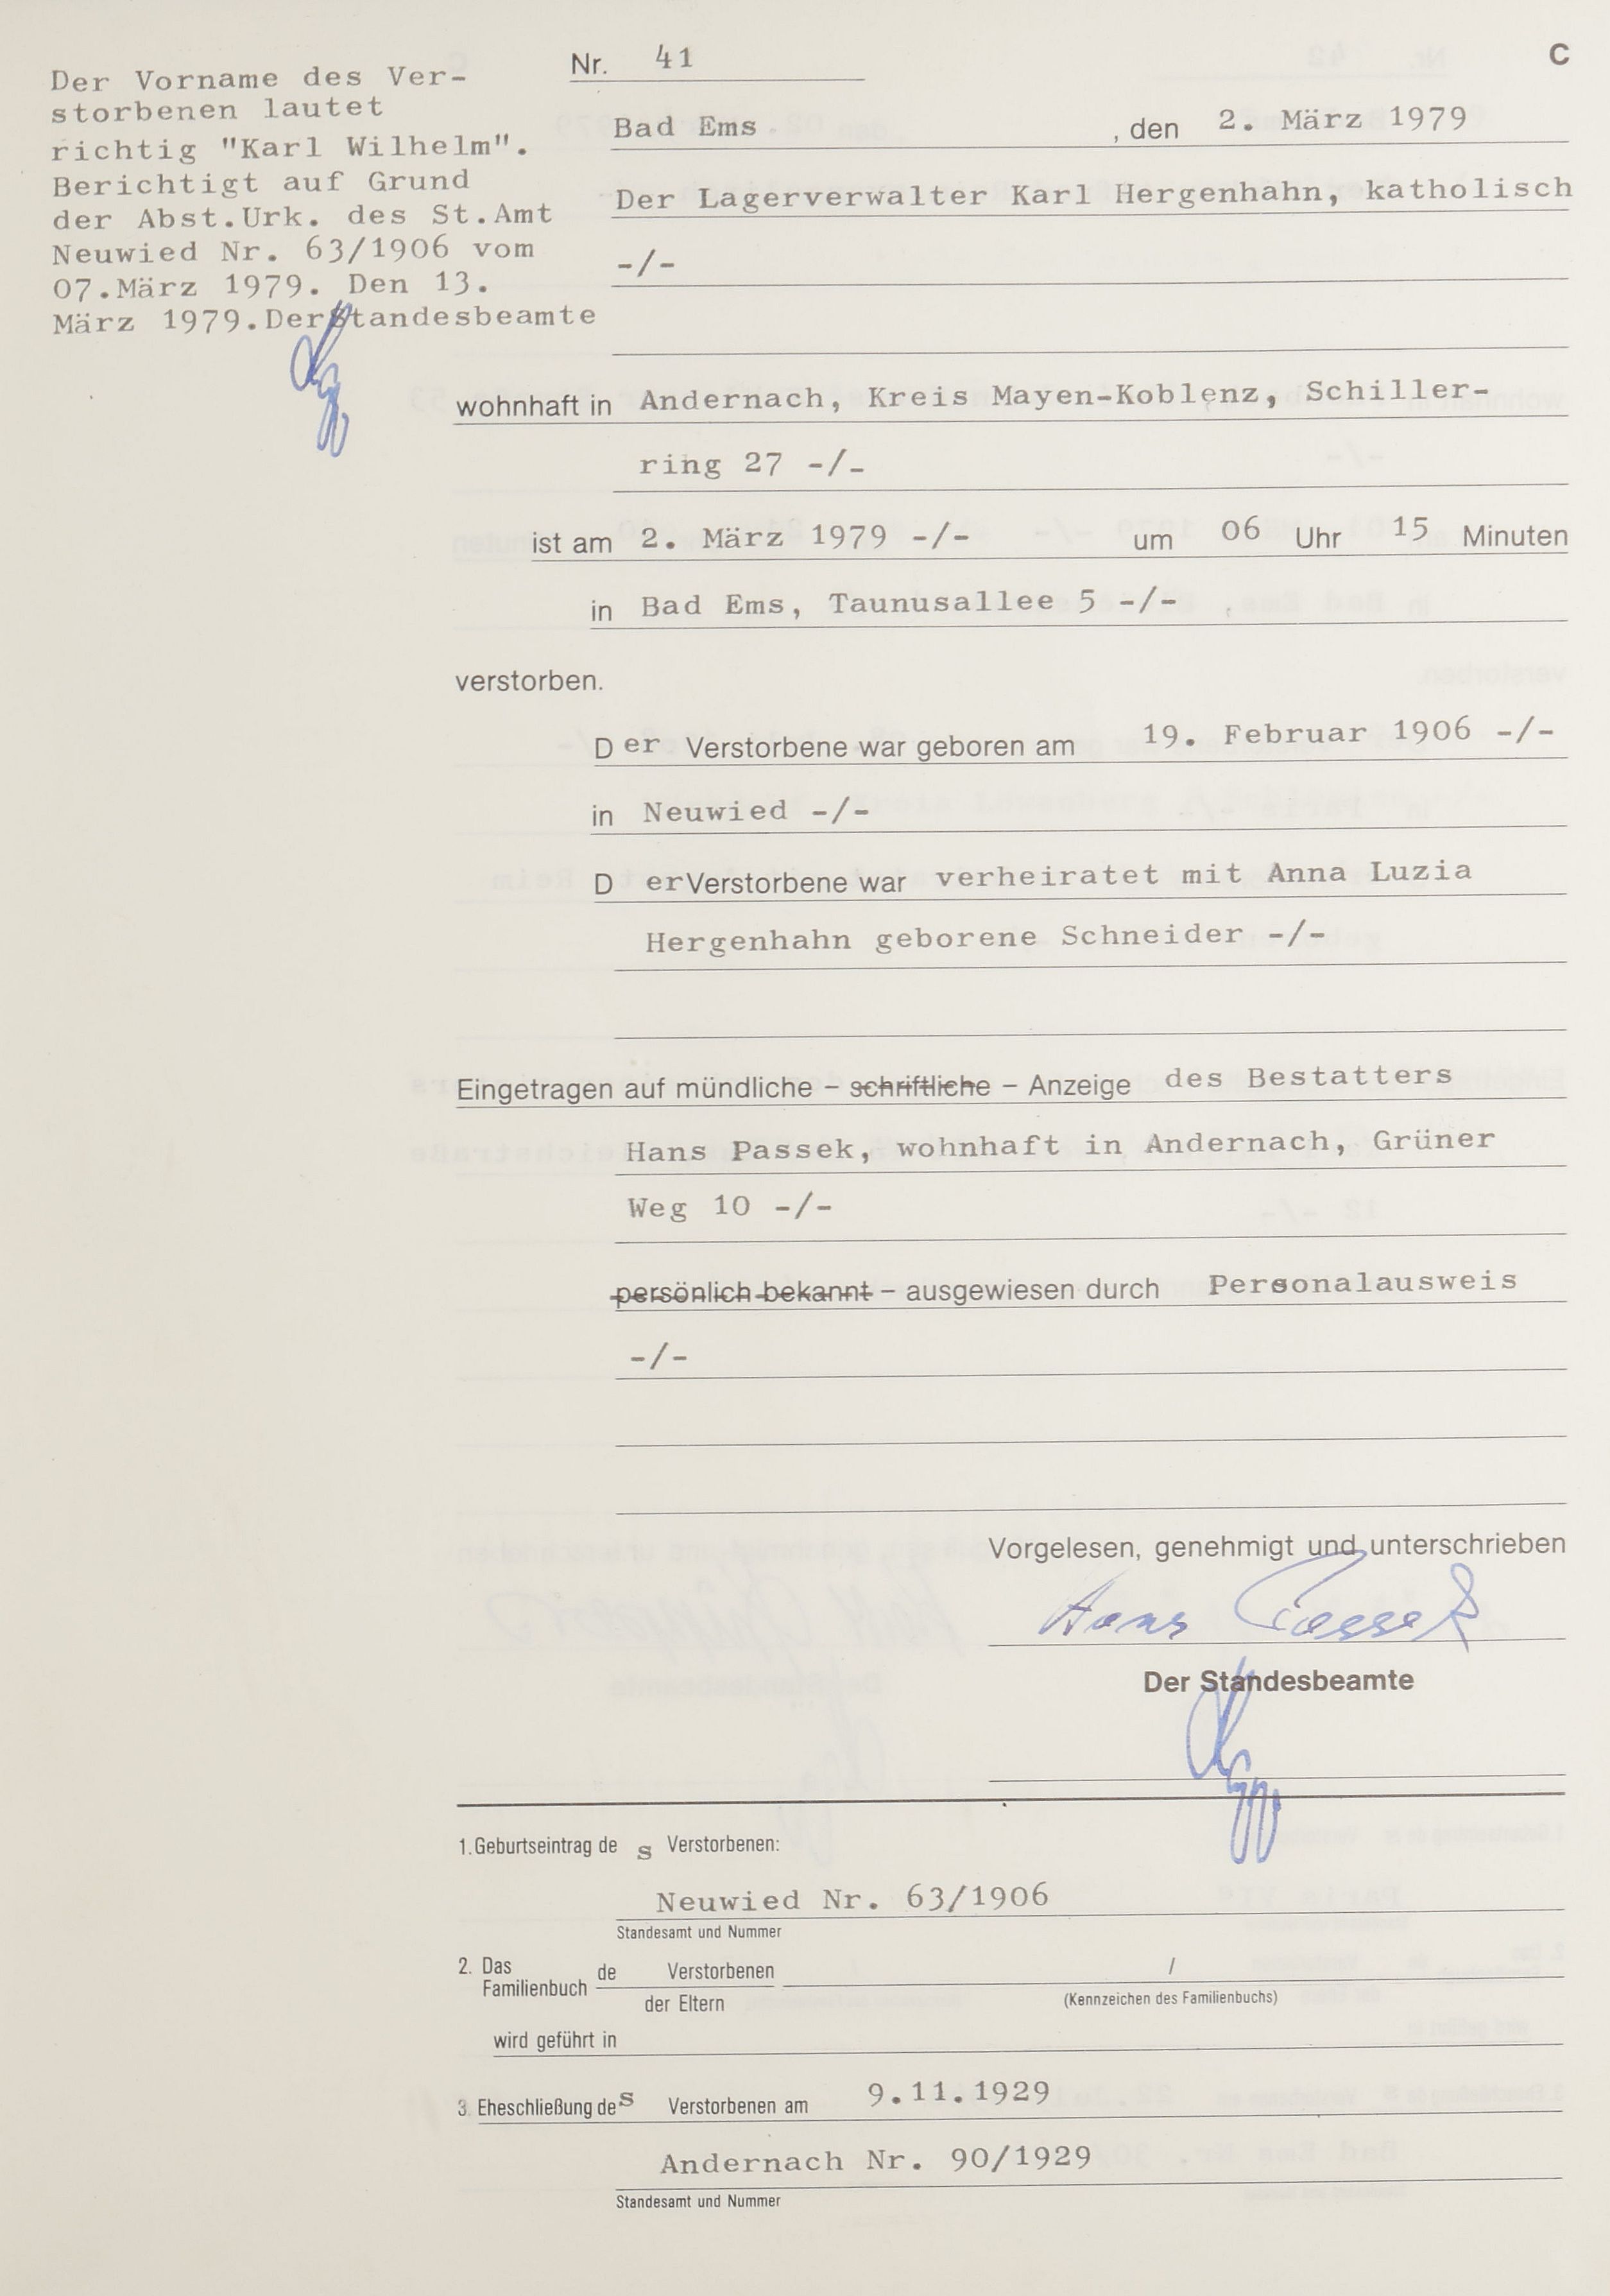 Der Vorname des Ver-
storbenen lautet
richtig "Karl Wilhelm".
Berichtigt auf Grund
der Abst.Urk. des St.Amt
Neuwied Nr. 63/1906 vom
07.März 1979. Den 13.
März 1979.Der Standesbeamte
Nr. 41
C
Bad Ems , den 2. März 1979
Der Lagerverwalter Karl Hergenhahn, katholisch
-/-
wohnhaft in Andernach, Kreis Mayen-Koblenz, Schiller-
ring 27 -/-
ist am 2. März 1979 -/- um 06 Uhr 15 Minuten
in Bad Ems, Taunusallee 5 -/-
verstorben.
D er Verstorbene war geboren am 19. Februar 1906 -/-
in Neuwied -/-
D er Verstorbene war verheiratet mit Anna Luzia
Hergenhahn geborene Schneider -/-
Eingetragen auf mündliche – schriftliche – Anzeige des Bestatters
Hans Passek, wohnhaft in Andernach, Grüner
Weg 10 -/-
persönlich bekannt – ausgewiesen durch Personalausweis
-/-
Vorgelesen, genehmigt und unterschrieben
Hans Passek
Der Standesbeamte
1. Geburtseintrag de s Verstorbenen:
Neuwied Nr. 63/1906
Standesamt und Nummer
2. Das Familienbuch de Verstorbenen /
der Eltern (Kennzeichen des Familienbuchs)
wird geführt in
3. Eheschließung de s Verstorbenen am 9.11.1929
Andernach Nr. 90/1929
Standesamt und Nummer